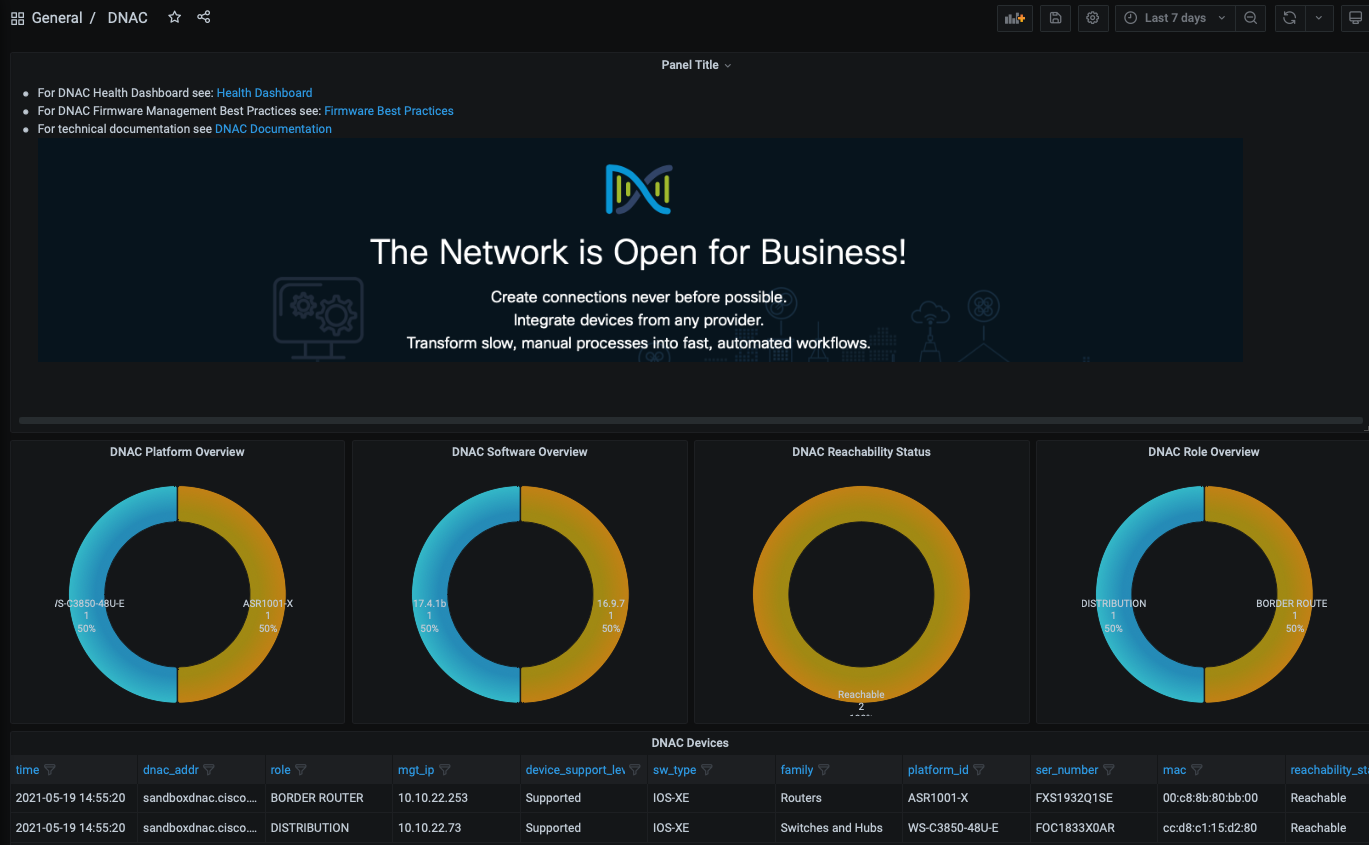 General / DNAC
Last 7 days
Panel Title
For DNAC Health Dashboard see: Health Dashboard
For DNAC Firmware Management Best Practices see: Firmware Best Practices
For technical documentation see DNAC Documentation
The Network is Open for Business!
Create connections never before possible.
Integrate devices from any provider.
Transform slow, manual processes into fast, automated workflows.
DNAC Platform Overview
/S-C3850-48U-E
1
50%
ASR1001-X
1
50%
DNAC Software Overview
17.4.1b
1
50%
16.9.7
1
50%
DNAC Reachability Status
Reachable
2
DNAC Role Overview
DISTRIBUTION
1
50%
BORDER ROUTE
1
50%
DNAC Devices
time dnac_addr role mgt_ip device_support_lev sw_type family platform_id ser_number mac reachability_sta
2021-05-19 14:55:20 sandboxdnac.cisco.... BORDER ROUTER 10.10.22.253 Supported IOS-XE Routers ASR1001-X FXS1932Q1SE 00:c8:8b:80:bb:00 Reachable
2021-05-19 14:55:20 sandboxdnac.cisco.... DISTRIBUTION 10.10.22.73 Supported IOS-XE Switches and Hubs WS-C3850-48U-E FOC1833X0AR cc:d8:c1:15:d2:80 Reachable